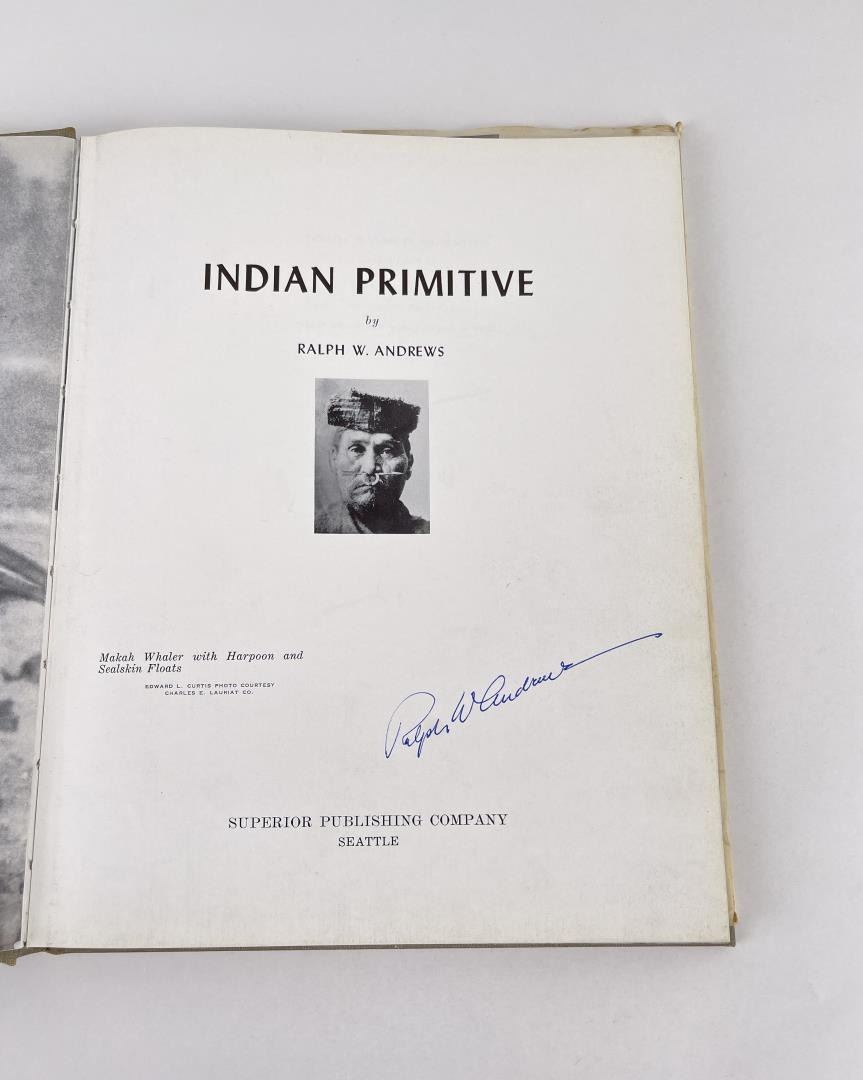 INDIAN PRIMITIVE
by
RALPH W. ANDREWS
Makah Whaler with Harpoon and
Sealskin Floats
EDWARD L. CURTIS PHOTO COURTESY
CHARLES E. LAURIAT CO.
Ralph W Andrews
SUPERIOR PUBLISHING COMPANY
SEATTLE